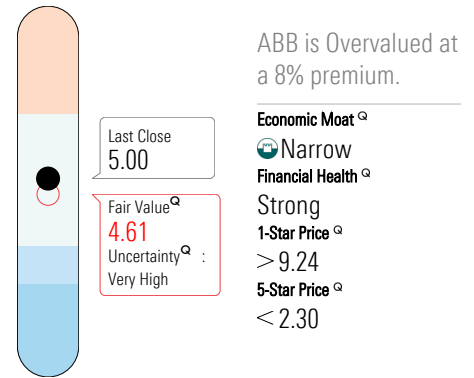 ABB is Overvalued at
a 8% premium.
Last Close
5.00
Fair Value Q
4.61
Uncertainty Q :
Very High
Economic Moat Q
Narrow
Financial Health Q
Strong
1-Star Price Q
>9.24
5-Star Price Q
<2.30